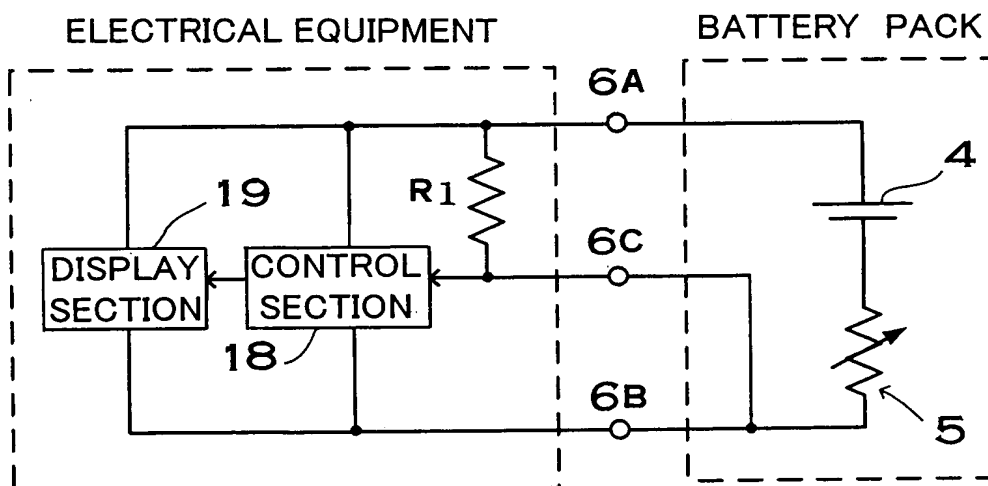 ELECTRICAL EQUIPMENT
BATTERY PACK
6A
4
R1
19
6C
DISPLAY
SECTION
CONTROL
SECTION
18
6B
5